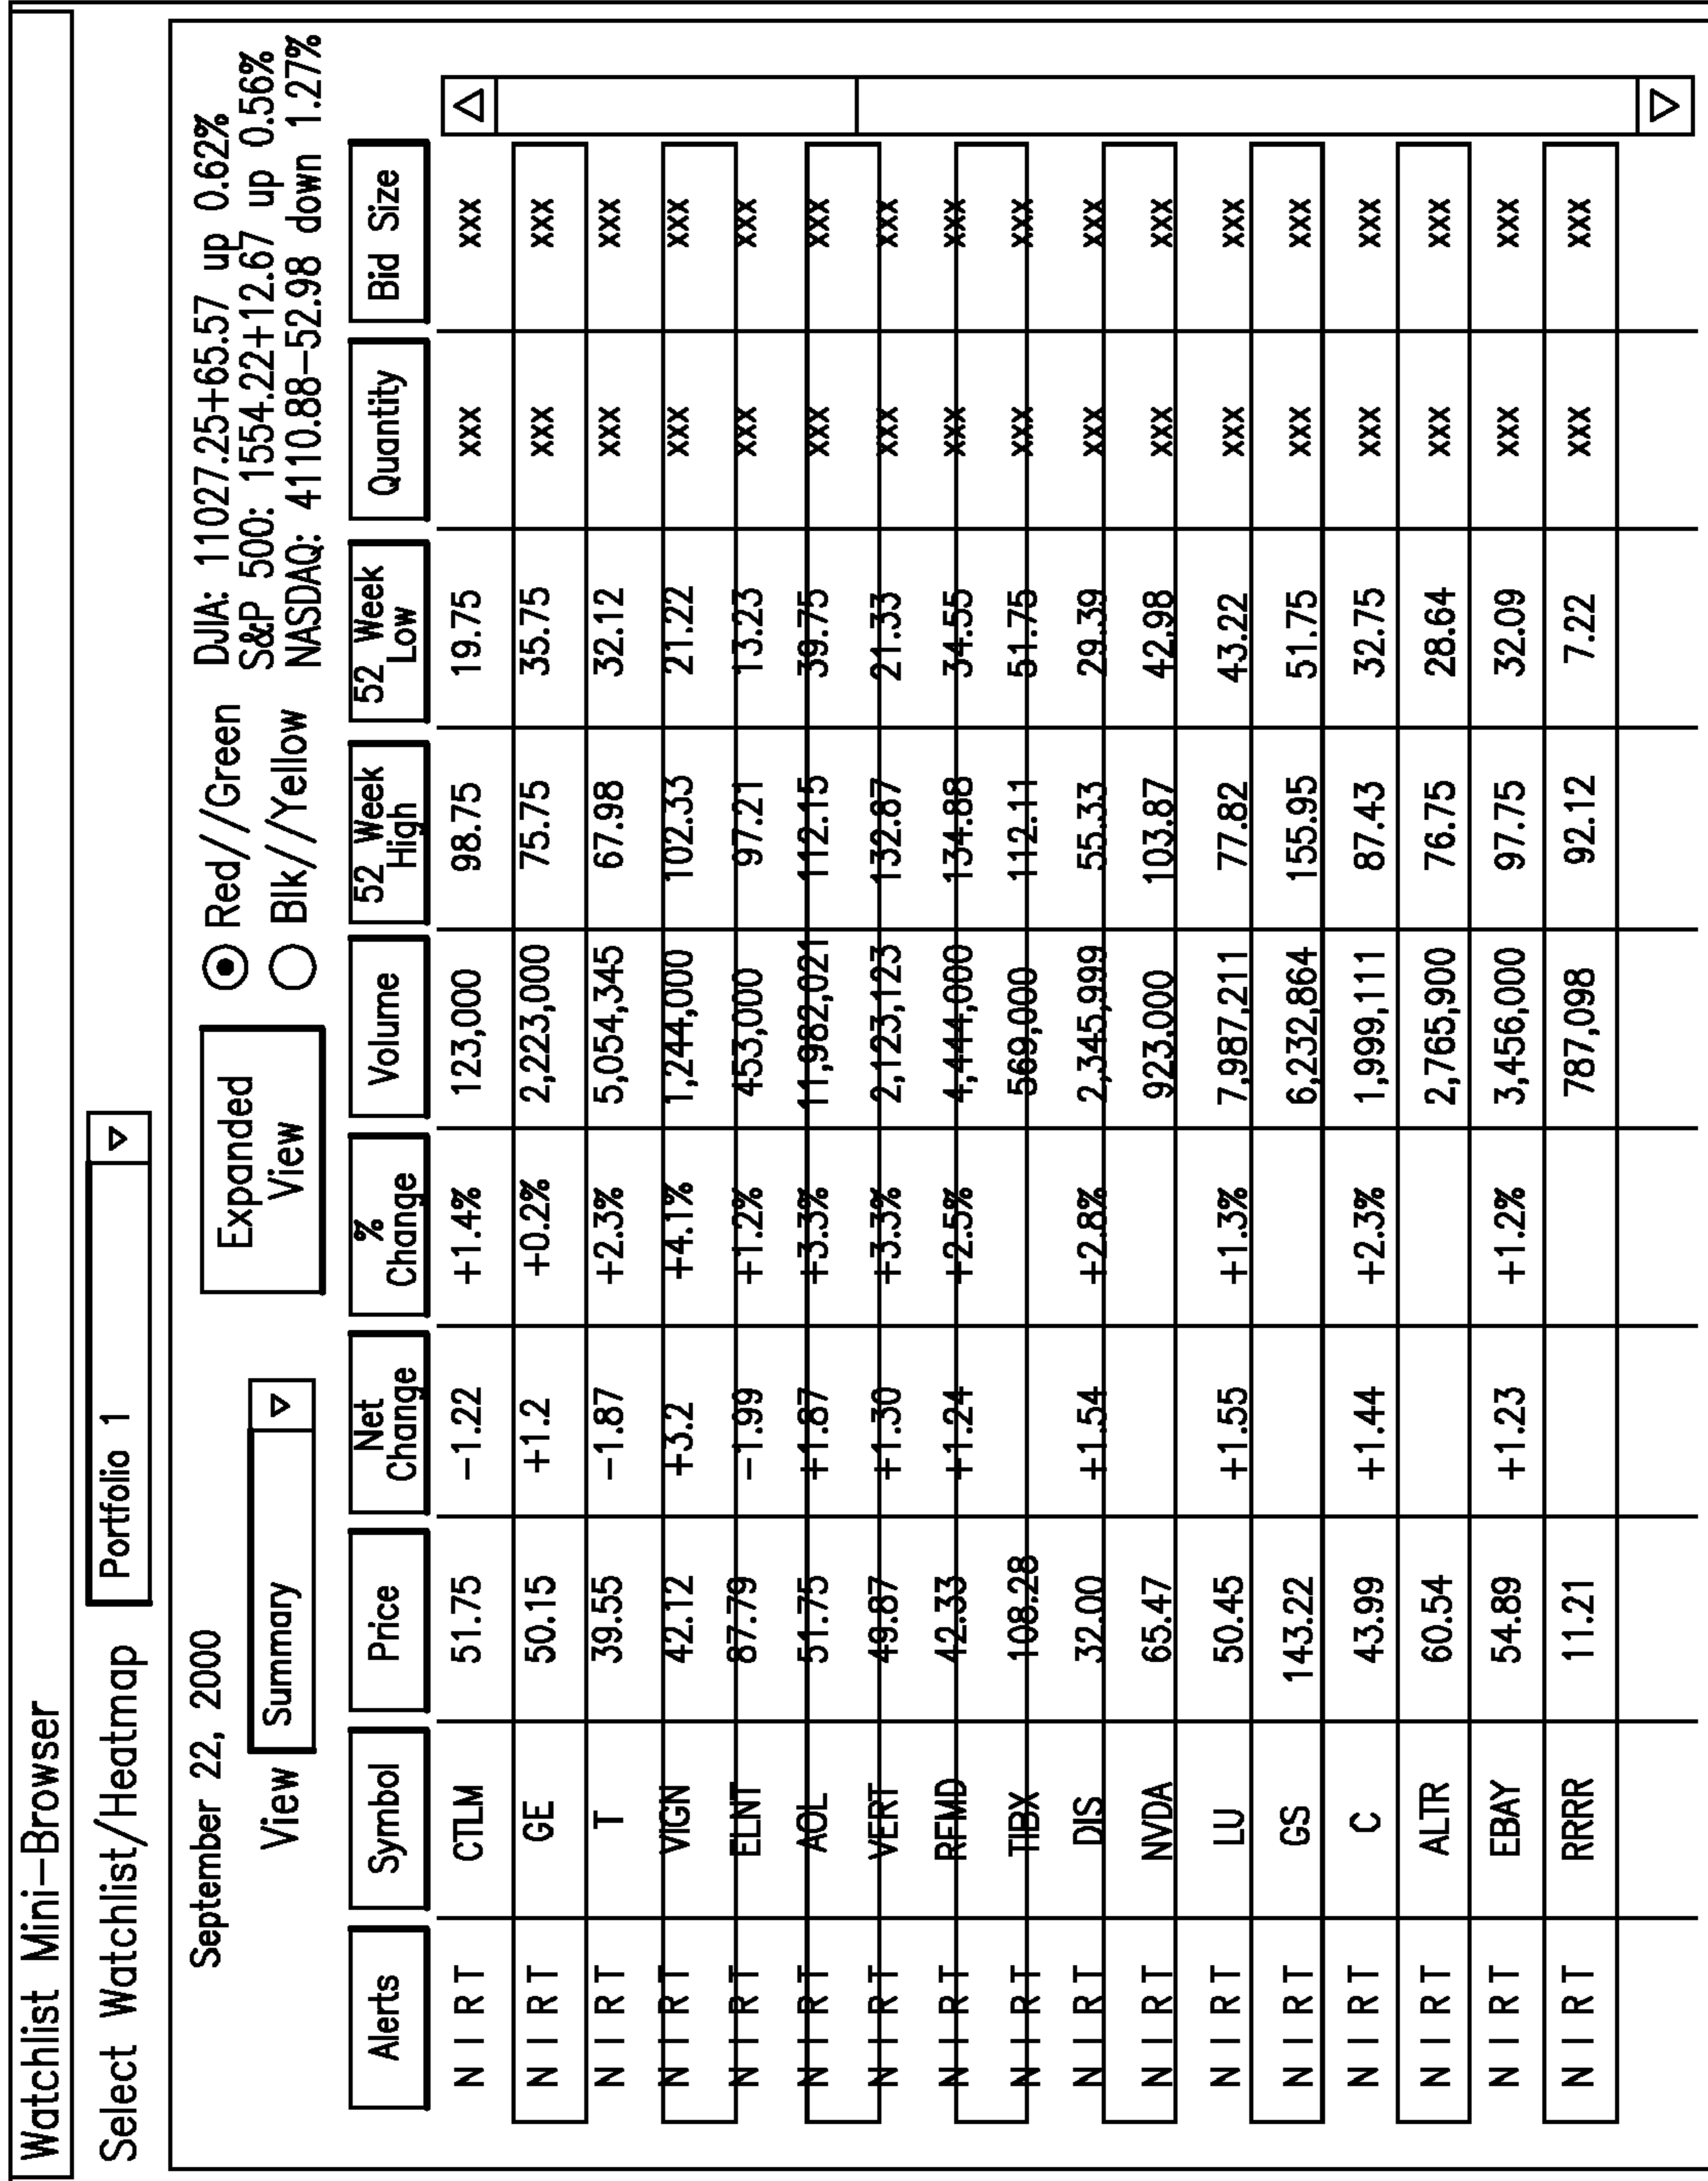 Watchlist Mini-Browser
Select Watchlist/Heatmap Portfolio 1
September 22, 2000
View Summary
Expanded
View
Red//Green
Blk//Yellow
DJIA: 11027.25+65.57 up 0.62%
S&P 500: 1554.22+12.67 up 0.56%
NASDAQ: 4110.88-52.98 down 1.27%
Alerts Symbol Price Net Change % Change Volume 52 Week High 52 Week Low Quantity Bid Size
N I R T CTLM 51.75 -1.22 +1.4% 123,000 98.75 19.75 xxx xxx
N I R T GE 50.15 +1.2 +0.2% 2,223,000 75.75 35.75 xxx xxx
N I R T T 39.55 -1.87 +2.3% 5,054,345 67.98 32.12 xxx xxx
N I R T VIGN 42.12 +3.2 +4.1% 1,244,000 102.33 21.22 xxx xxx
N I R T ELNT 87.79 -1.99 +1.2% 453,000 97.21 13.23 xxx xxx
N I R T AOL 51.75 +1.87 +3.3% 11,982,021 112.15 39.75 xxx xxx
N I R T VERT 49.87 +1.30 +3.3% 2,123,123 132.87 21.33 xxx xxx
N I R T RFMD 42.33 +1.24 +2.5% 4,444,000 134.88 34.55 xxx xxx
N I R T TIBX 108.28 569,000 112.11 51.75 xxx xxx
N I R T DIS 32.00 +1.54 +2.8% 2,345,999 55.33 29.39 xxx xxx
N I R T NVDA 65.47 923,000 103.87 42.98 xxx xxx
N I R T LU 50.45 +1.55 +1.3% 7,987,211 77.82 43.22 xxx xxx
N I R T GS 143.22 6,232,864 155.95 51.75 xxx xxx
N I R T C 43.99 +1.44 +2.3% 1,999,111 87.43 32.75 xxx xxx
N I R T ALTR 60.54 2,765,900 76.75 28.64 xxx xxx
N I R T EBAY 54.89 +1.23 +1.2% 3,456,000 97.75 32.09 xxx xxx
N I R T RRRR 11.21 787,098 92.12 7.22 xxx xxx